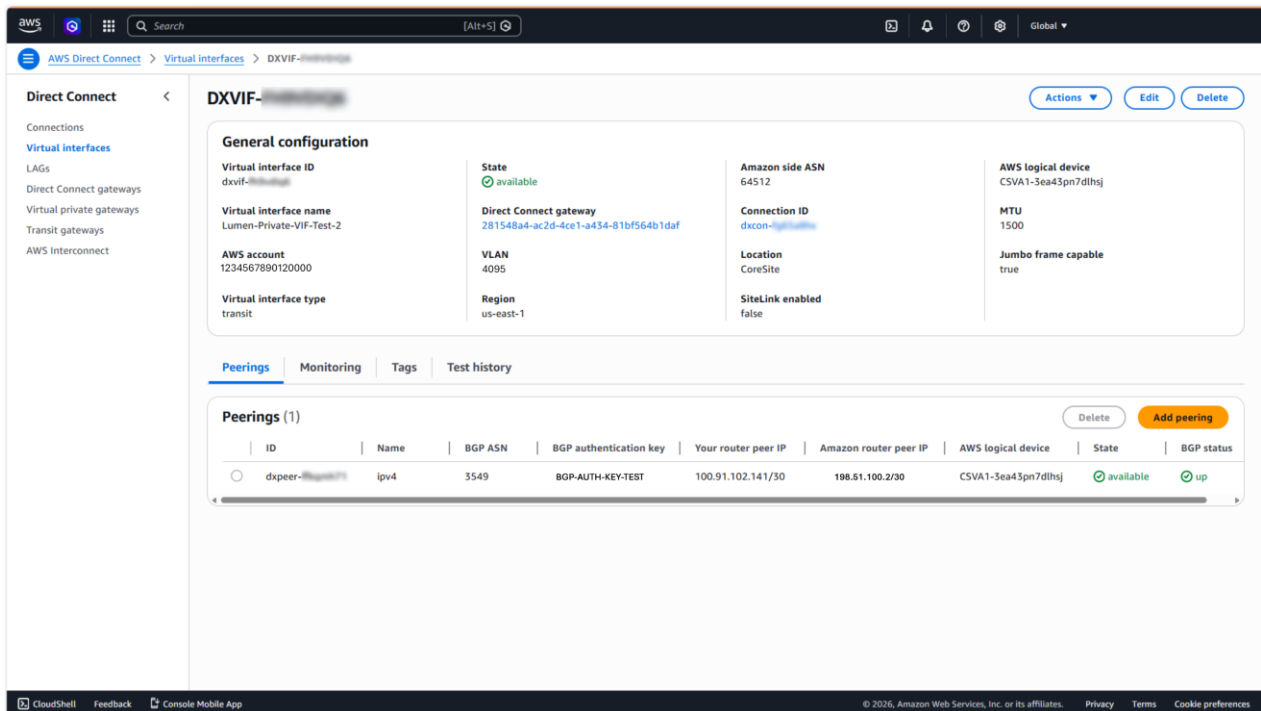 aws
Search [Alt+S]
Global
AWS Direct Connect > Virtual interfaces > DXVIF-
Direct Connect
Connections
Virtual interfaces
LAGs
Direct Connect gateways
Virtual private gateways
Transit gateways
AWS Interconnect
DXVIF-
Actions
Edit
Delete
General configuration
Virtual interface ID
dxvif-
Virtual interface name
Lumen-Private-VIF-Test-2
AWS account
1234567890120000
Virtual interface type
transit
State
available
Direct Connect gateway
281548a4-ac2d-4ce1-a434-81bf564b1daf
VLAN
4095
Region
us-east-1
Amazon side ASN
64512
Connection ID
dxcon-
Location
CoreSite
SiteLink enabled
false
AWS logical device
CSVA1-3ea43pn7dlhsj
MTU
1500
Jumbo frame capable
true
Peerings Monitoring Tags Test history
Peerings (1)
Delete
Add peering
ID Name BGP ASN BGP authentication key Your router peer IP Amazon router peer IP AWS logical device State BGP status
dxpeer- ipv4 3549 BGP-AUTH-KEY-TEST 100.91.102.141/30 198.51.100.2/30 CSVA1-3ea43pn7dlhsj available up
CloudShell Feedback Console Mobile App © 2026, Amazon Web Services, Inc. or its affiliates. Privacy Terms Cookie preferences